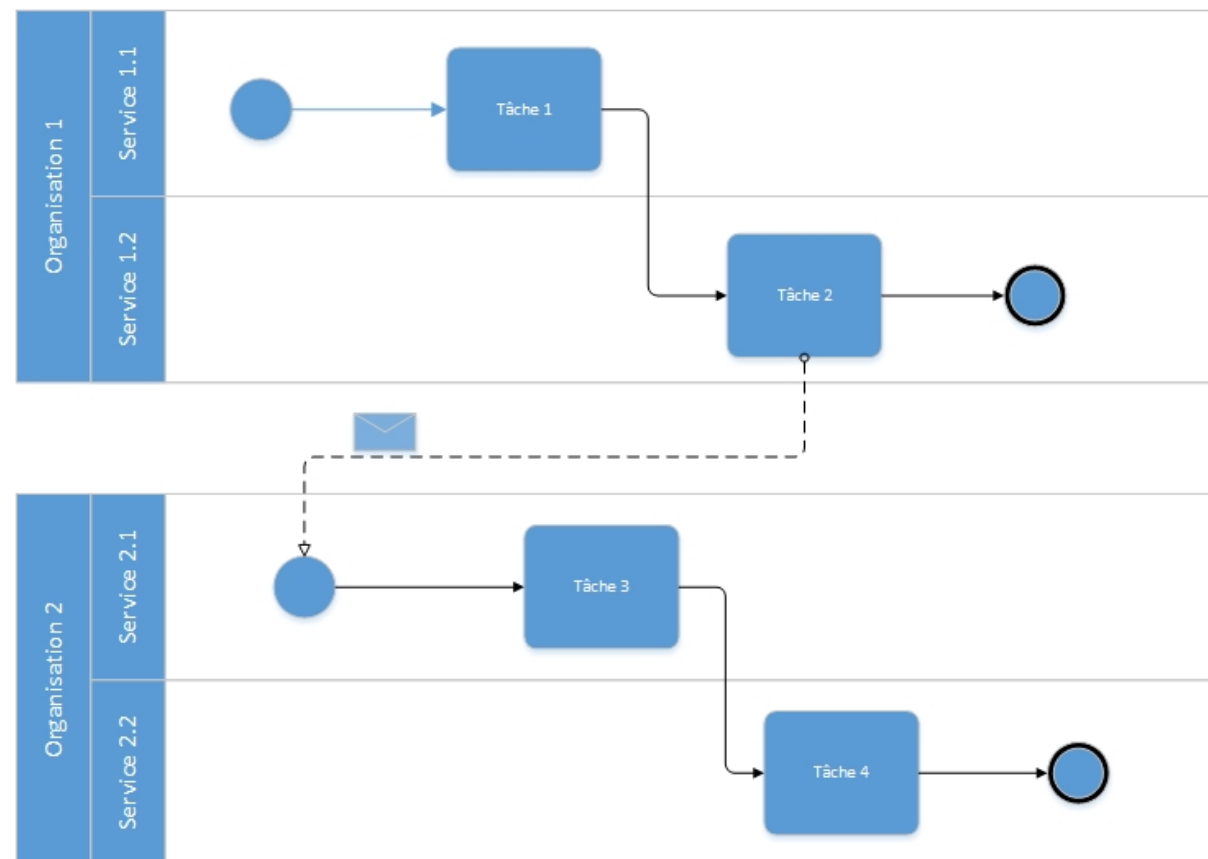 Organisation 1
Service 1.1
Tâche 1
Service 1.2
Tâche 2
Organisation 2
Service 2.1
Tâche 3
Service 2.2
Tâche 4